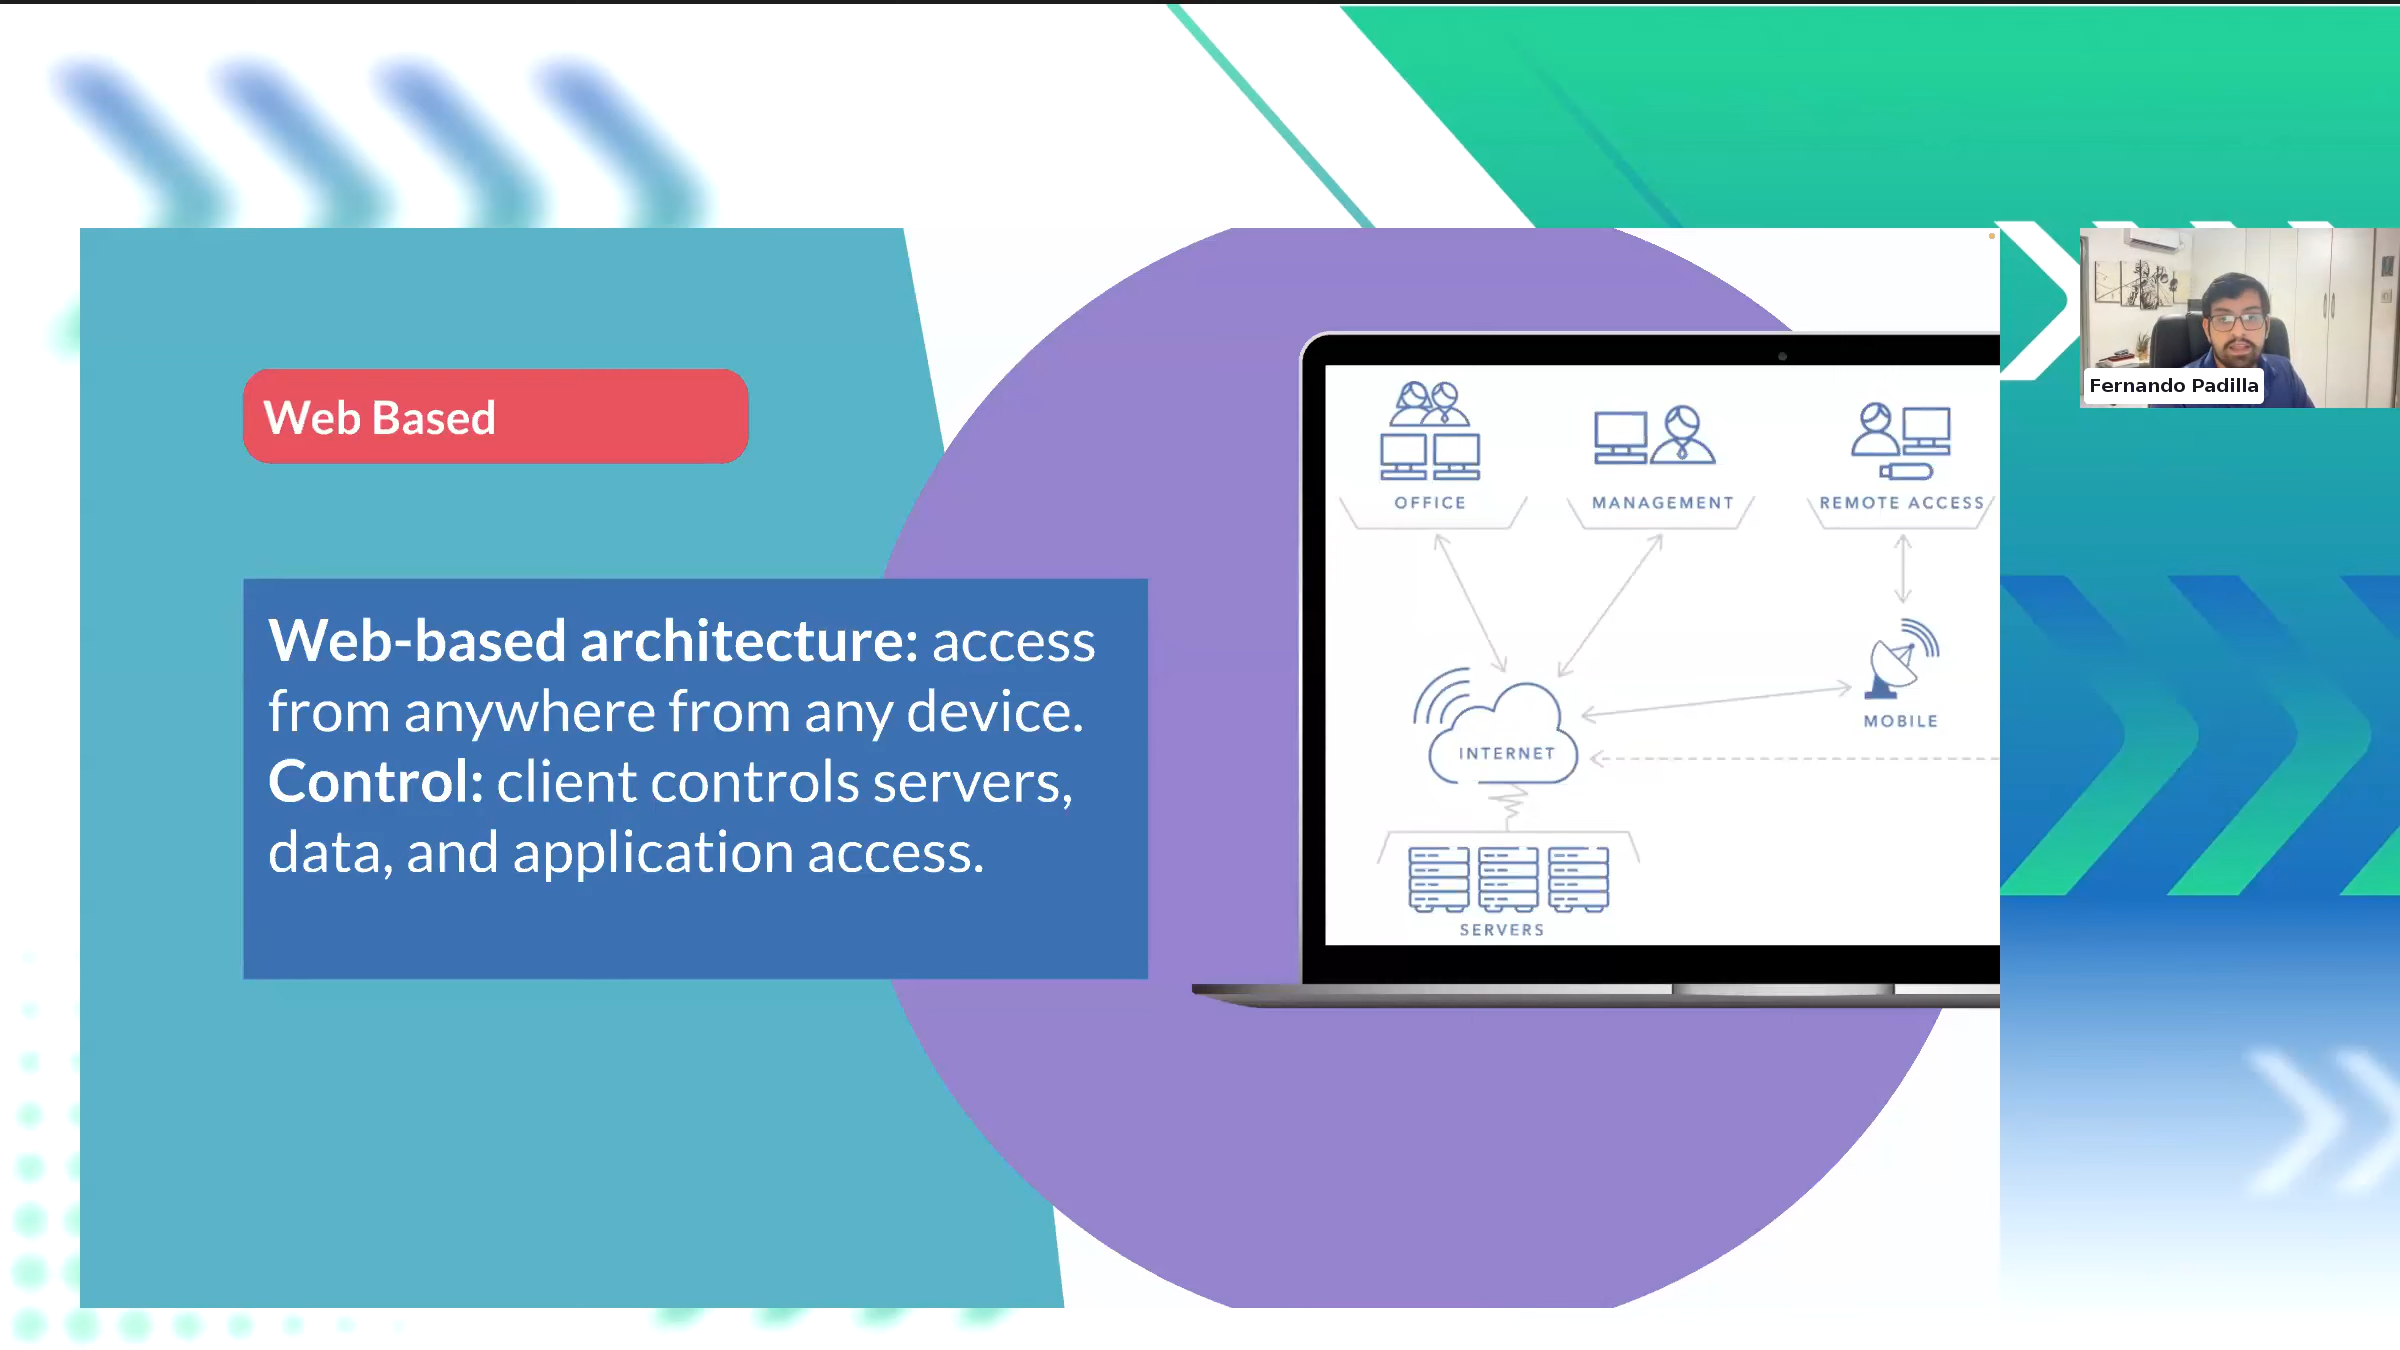 Web Based
Web-based architecture: access
from anywhere from any device.
Control: client controls servers,
data, and application access.
OFFICE
MANAGEMENT
REMOTE ACCESS
MOBILE
INTERNET
SERVERS
Fernando Padilla